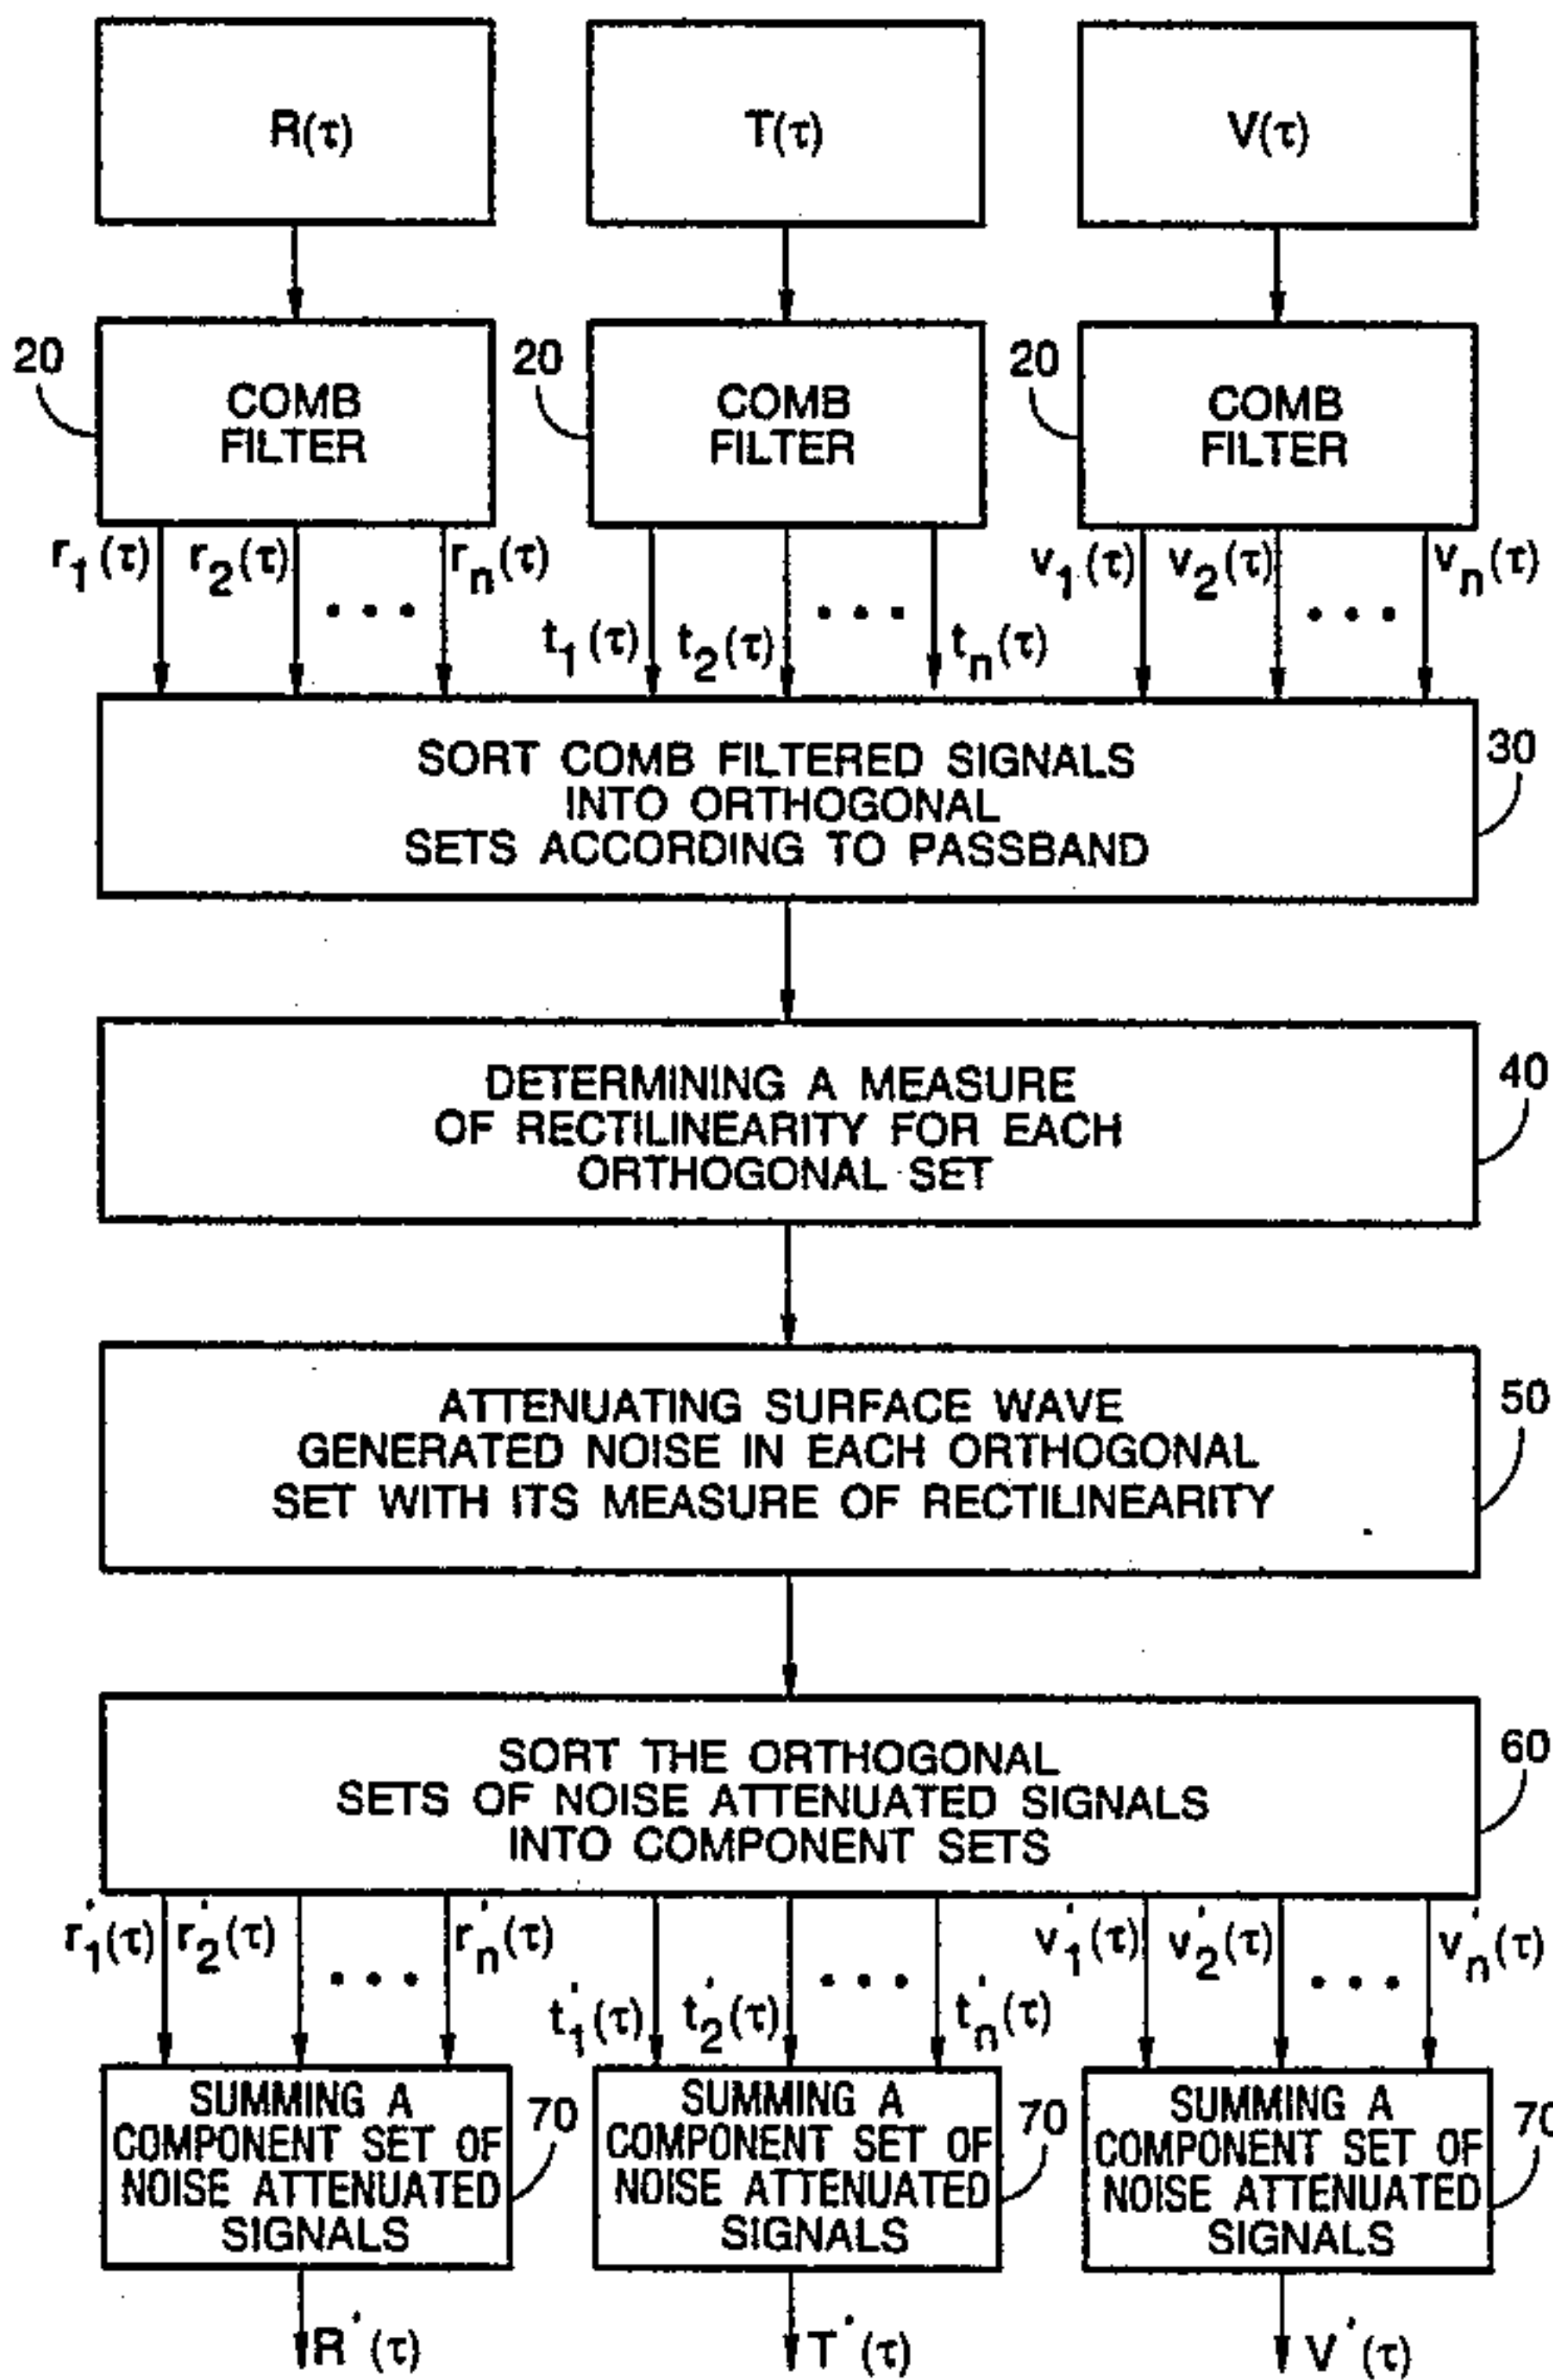 R(τ) T(τ) V(τ)
20 COMB FILTER 20 COMB FILTER 20 COMB FILTER
r1(τ) r2(τ) ... rn(τ) t1(τ) t2(τ) ... tn(τ) v1(τ) v2(τ) ... vn(τ)
SORT COMB FILTERED SIGNALS
INTO ORTHOGONAL
SETS ACCORDING TO PASSBAND
30
DETERMINING A MEASURE
OF RECTILINEARITY FOR EACH
ORTHOGONAL SET
40
ATTENUATING SURFACE WAVE
GENERATED NOISE IN EACH ORTHOGONAL
SET WITH ITS MEASURE OF RECTILINEARITY
50
SORT THE ORTHOGONAL
SETS OF NOISE ATTENUATED SIGNALS
INTO COMPONENT SETS
60
r'1(τ) r'2(τ) ... r'n(τ) t'1(τ) t'2(τ) ... t'n(τ) v'1(τ) v'2(τ) ... v'n(τ)
SUMMING A
COMPONENT SET OF
NOISE ATTENUATED
SIGNALS
70
SUMMING A
COMPONENT SET OF
NOISE ATTENUATED
SIGNALS
70
SUMMING A
COMPONENT SET OF
NOISE ATTENUATED
SIGNALS
70
R'(τ) T'(τ) V'(τ)